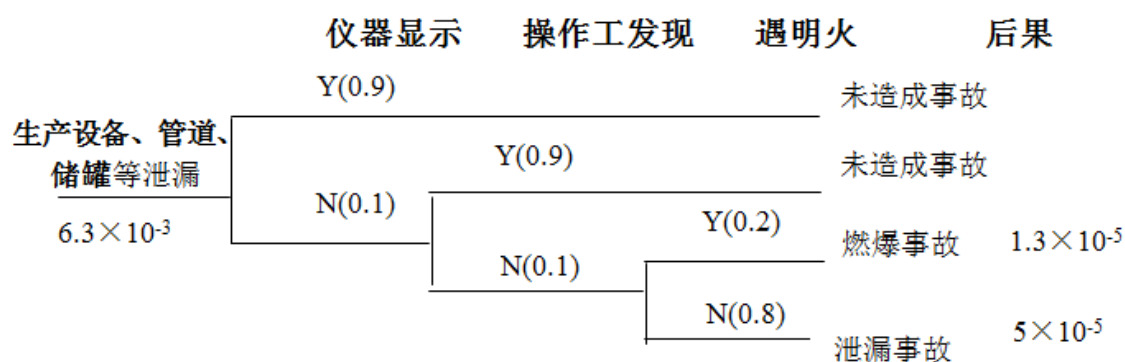 仪器显示 操作工发现 遇明火 后果
Y(0.9)
未造成事故
生产设备、管道、
储罐等泄漏
6.3×10⁻³
Y(0.9)
未造成事故
N(0.1)
Y(0.2)
燃爆事故 1.3×10⁻⁵
N(0.1)
N(0.8)
泄漏事故 5×10⁻⁵